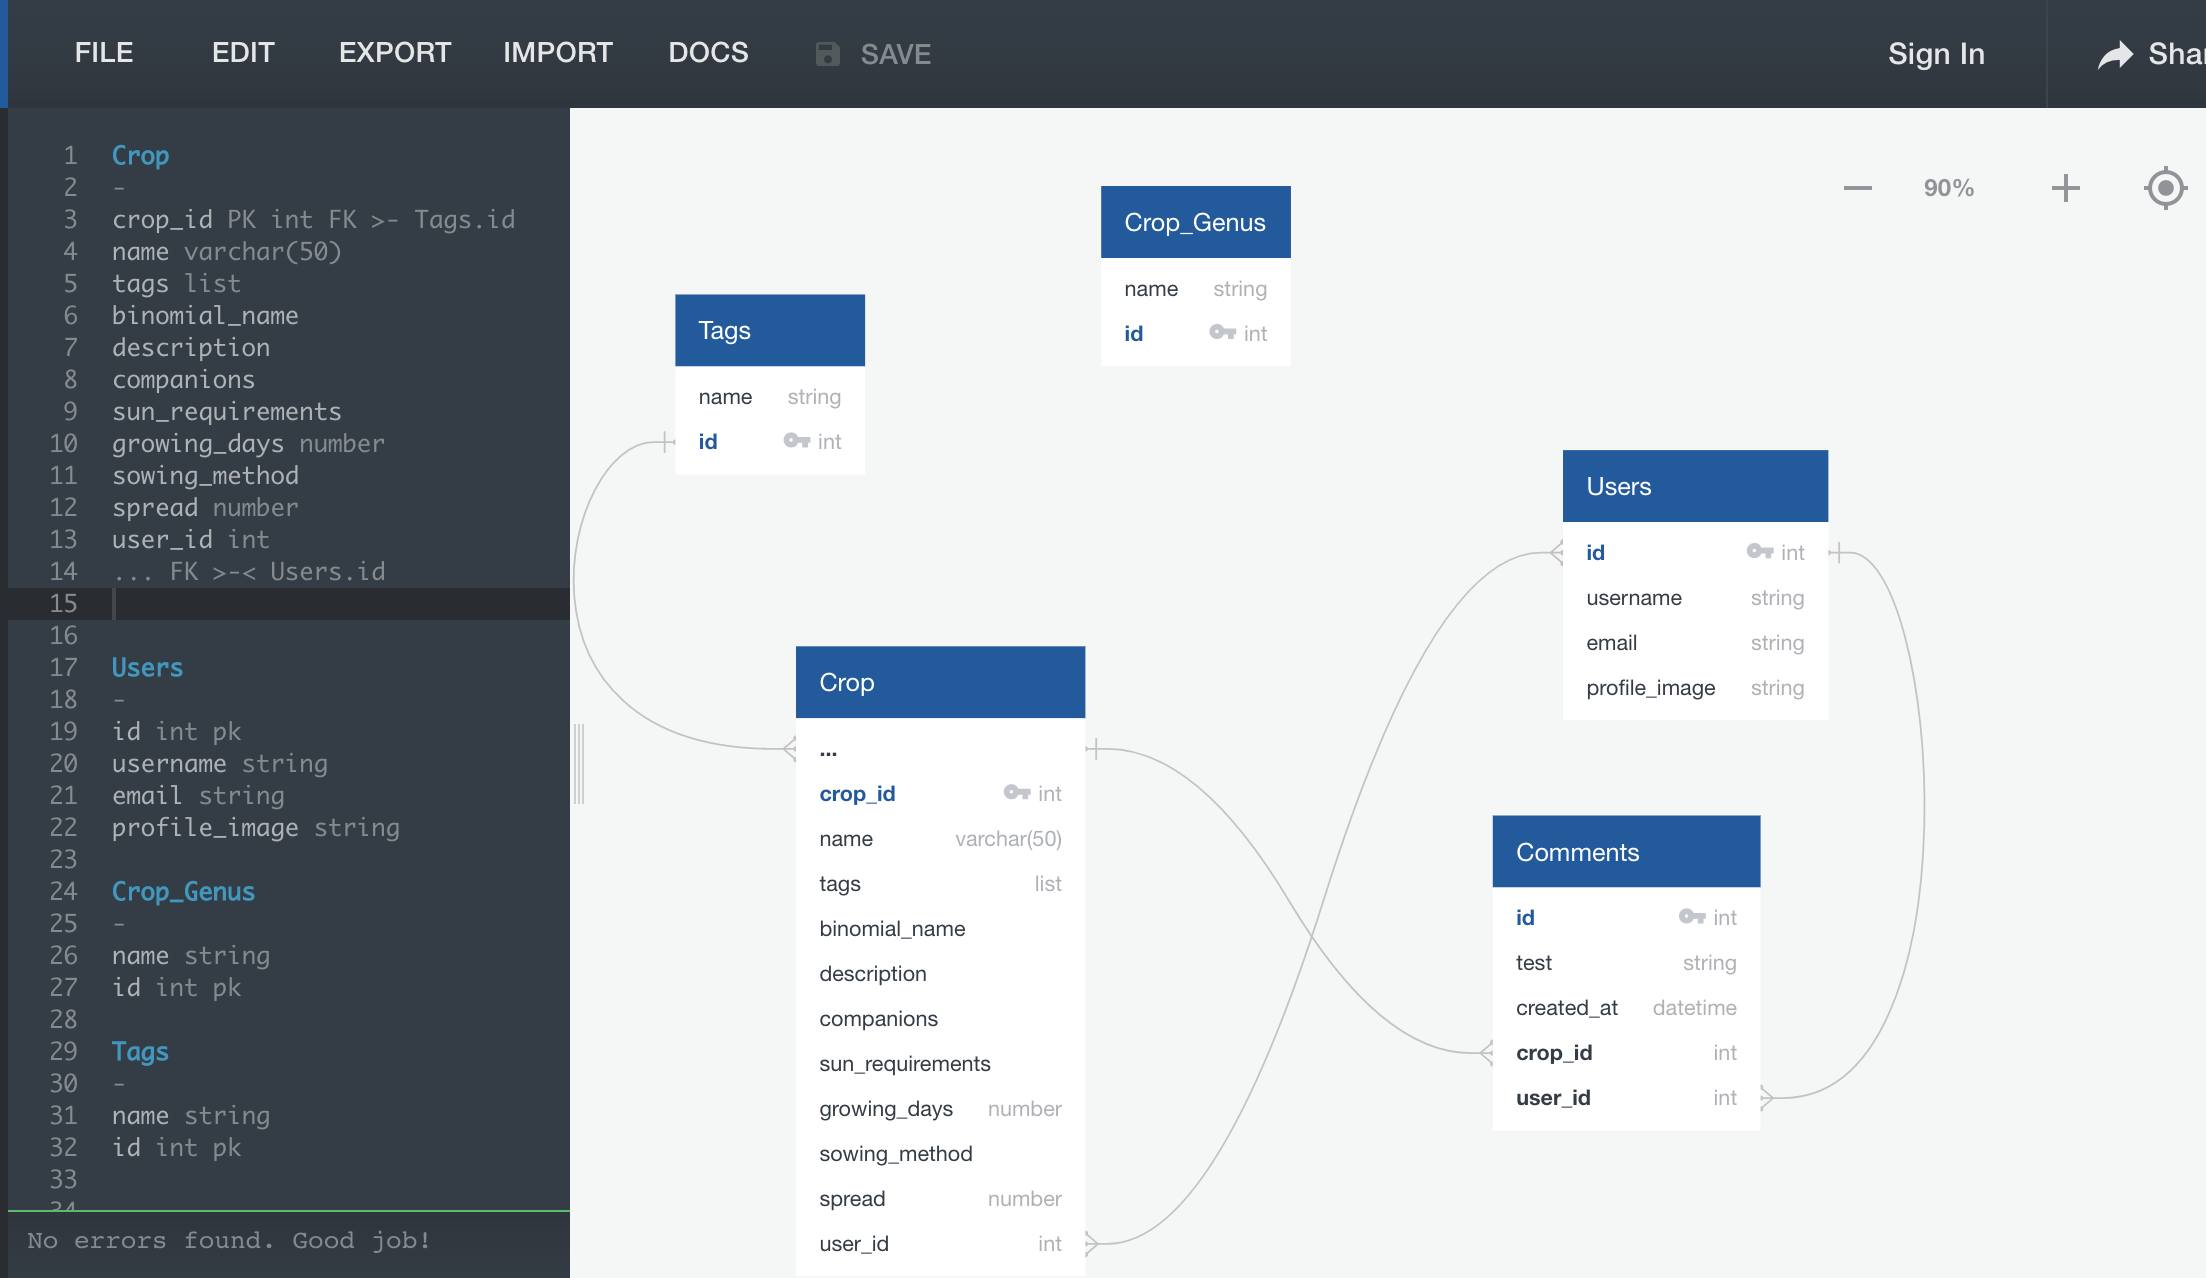 FILE EDIT EXPORT IMPORT DOCS SAVE Sign In Shar
1 Crop
2 -
3 crop_id PK int FK >- Tags.id
4 name varchar(50)
5 tags list
6 binomial_name
7 description
8 companions
9 sun_requirements
10 growing_days number
11 sowing_method
12 spread number
13 user_id int
14 ... FK >-< Users.id
15
16
17 Users
18 -
19 id int pk
20 username string
21 email string
22 profile_image string
23
24 Crop_Genus
25 -
26 name string
27 id int pk
28
29 Tags
30 -
31 name string
32 id int pk
33
34
No errors found. Good job!
90%
Crop_Genus
name string
id int
Tags
name string
id int
Users
id int
username string
email string
profile_image string
Crop
...
crop_id int
name varchar(50)
tags list
binomial_name
description
companions
sun_requirements
growing_days number
sowing_method
spread number
user_id int
Comments
id int
test string
created_at datetime
crop_id int
user_id int